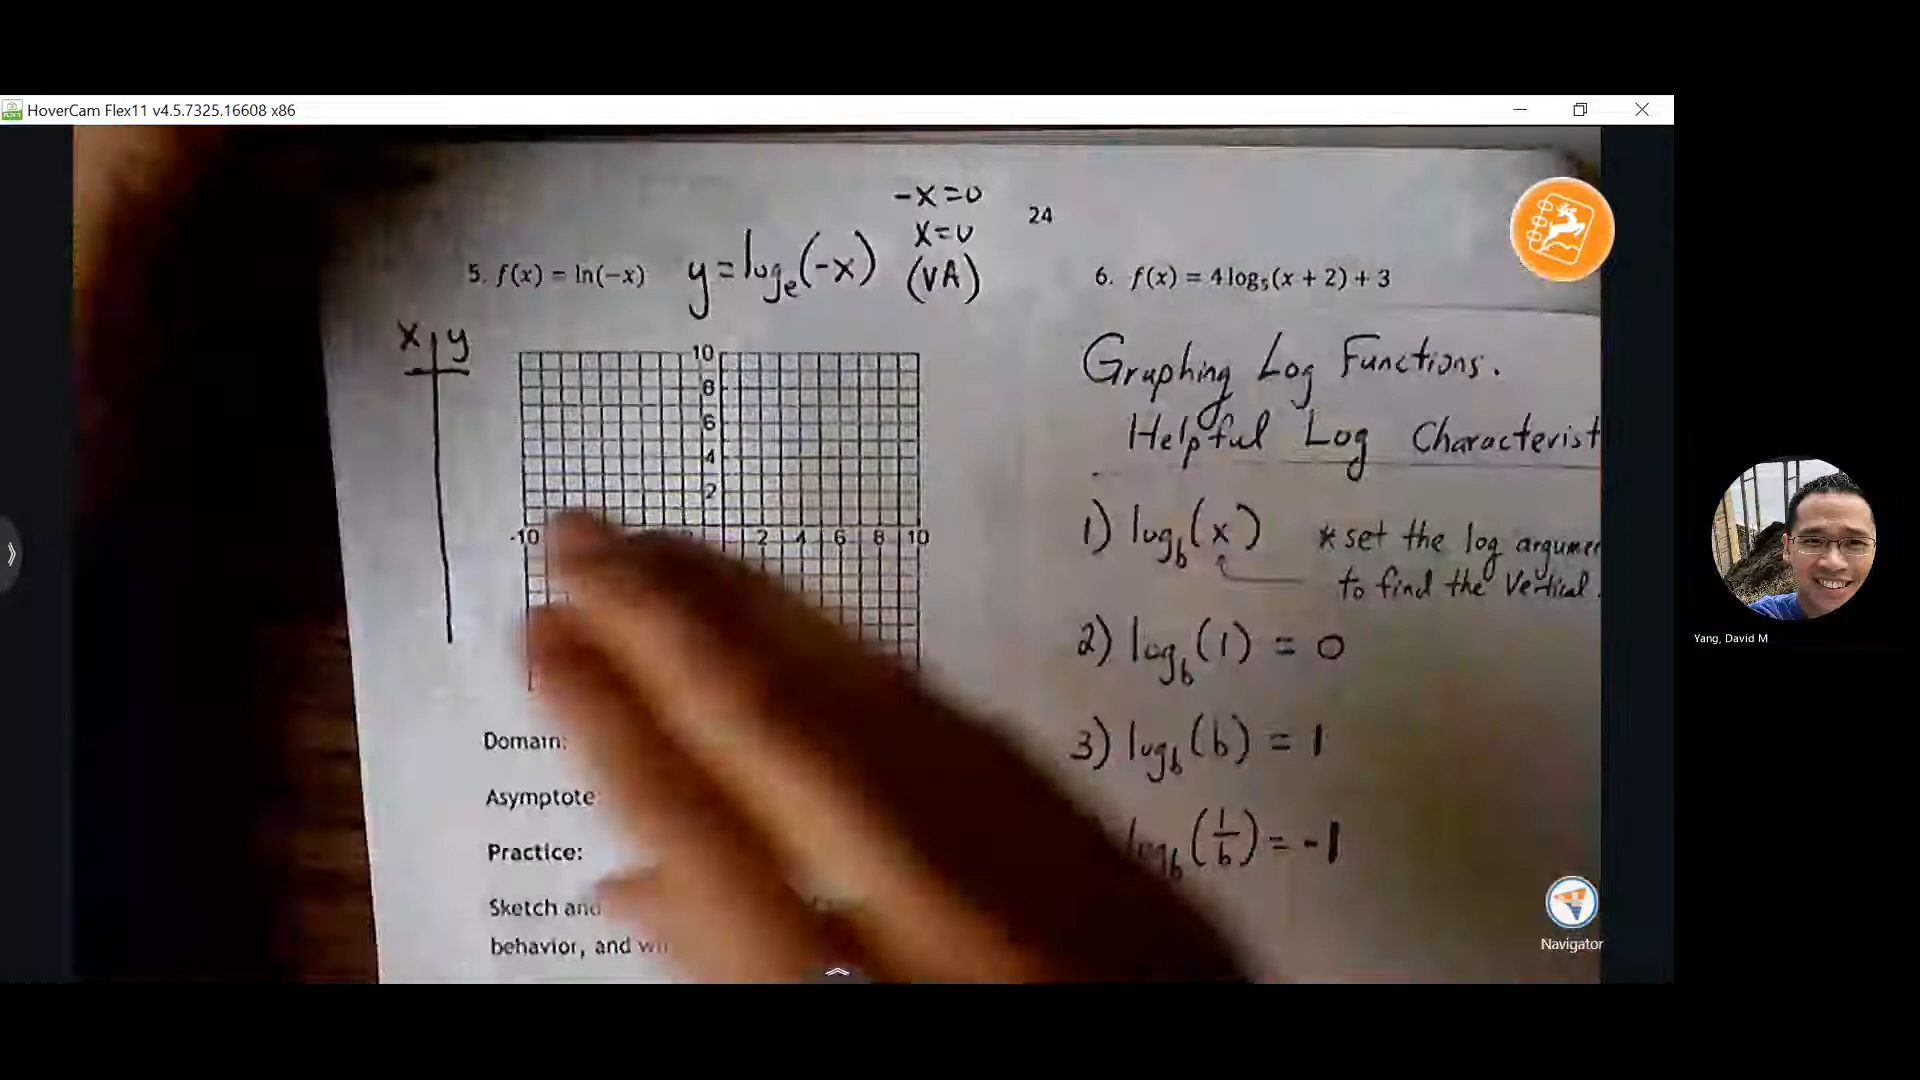 HoverCam Flex11 v4.5.7325.16608 x86
-x=0
x=0
(VA)
24
5. f(x) = ln(−x)
y=log_e(-x)
6. f(x) = 4 log₅(x + 2) + 3
x y
10
8
6
4
2
-10 2 4 6 8 10
Domain:
Asymptote:
Practice:
Sketch and
behavior, and
Graphing Log Functions.
Helpful Log Characterist
1) log_b(x) *set the log argumen
to find the Vertical
2) log_b(1) = 0
3) log_b(b) = 1
log_b(1/b) = -1
Navigator
Yang, David M